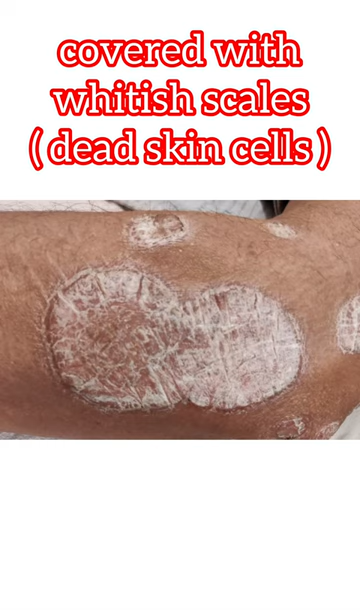 covered with
whitish scales
( dead skin cells )